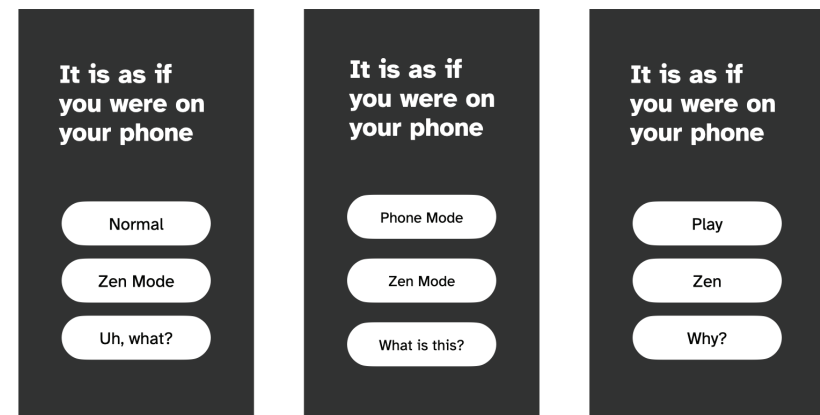 It is as if
you were on
your phone
Normal
Zen Mode
Uh, what?
It is as if
you were on
your phone
Phone Mode
Zen Mode
What is this?
It is as if
you were on
your phone
Play
Zen
Why?